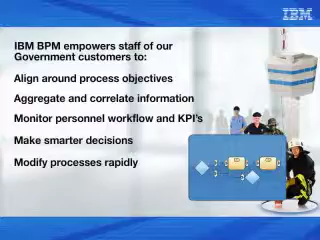 IBM
IBM BPM empowers staff of our
Government customers to:
Align around process objectives
Aggregate and correlate information
Monitor personnel workflow and KPI's
Make smarter decisions
Modify processes rapidly